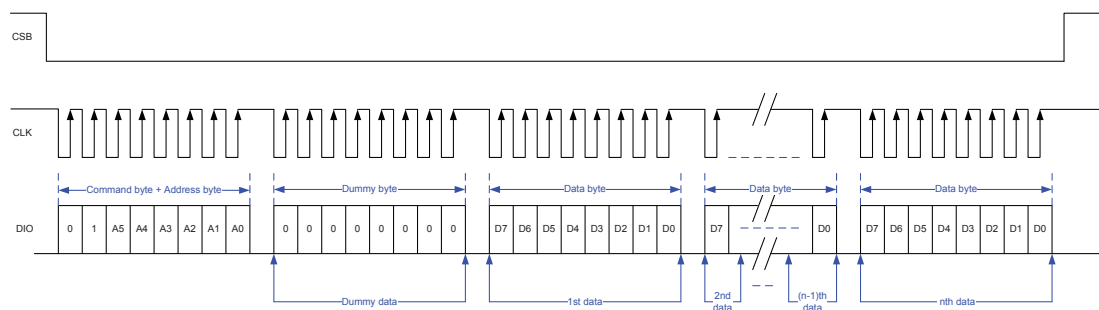 CSB
CLK
Command byte + Address byte
Dummy byte
Data byte
Data byte
Data byte
DIO
0 1 A5 A4 A3 A2 A1 A0
0 0 0 0 0 0 0 0
D7 D6 D5 D4 D3 D2 D1 D0
D7 D0
D7 D6 D5 D4 D3 D2 D1 D0
Dummy data
1st data
2nd
data
(n-1)th
data
nth data